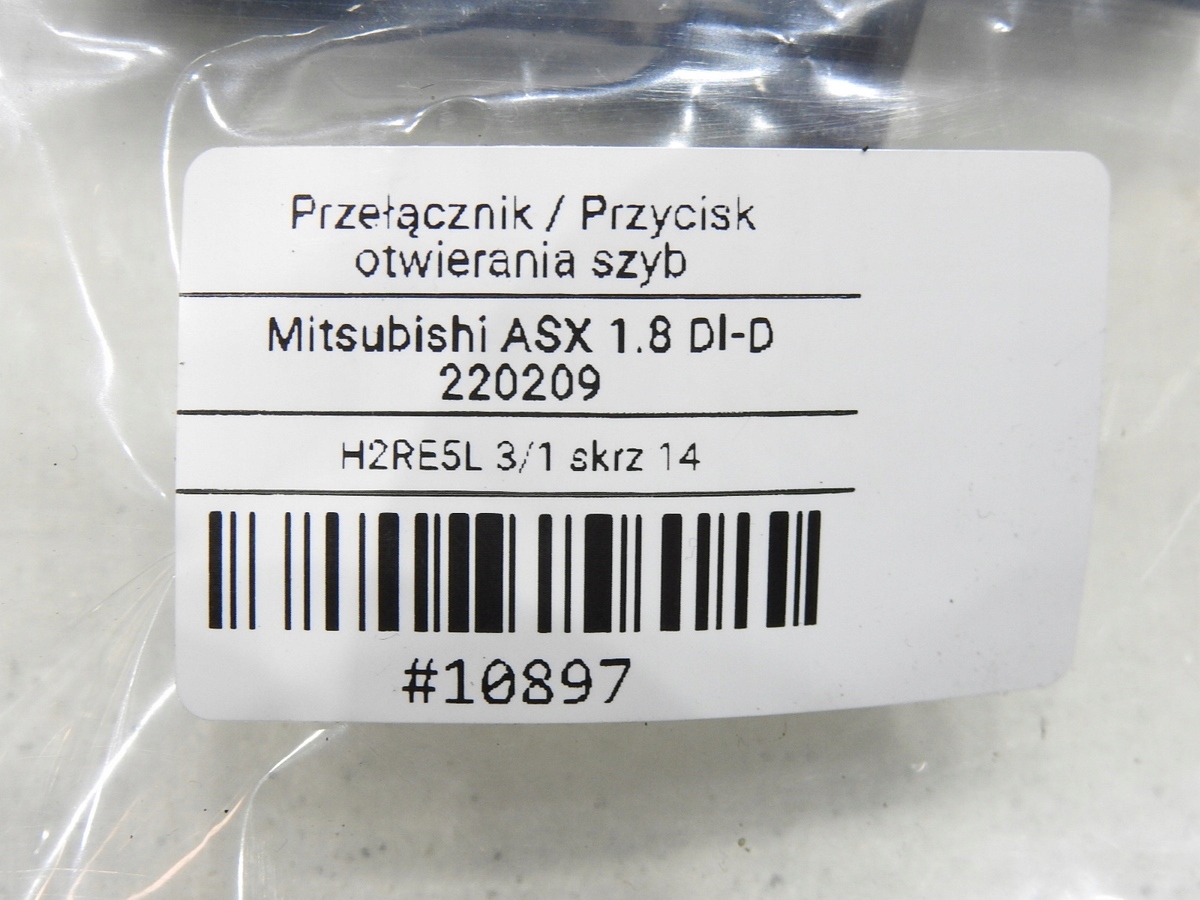 Przełącznik / Przycisk
otwierania szyb
Mitsubishi ASX 1.8 DI-D
220209
H2RE5L 3/1 skrz 14
#10897